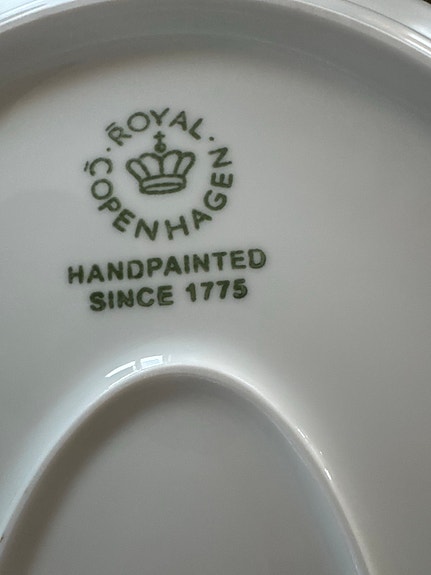 ROYAL
COPENHAGEN
HANDPAINTED
SINCE 1775